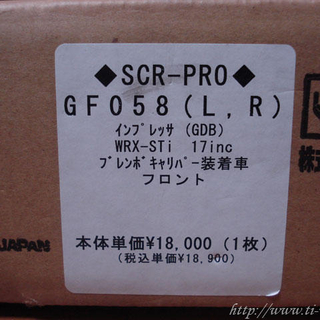 ◆SCR-PRO◆
GF058(L,R)
ｲﾝﾌﾟﾚｯｻ (GDB)
WRX-STi 17inc
ﾌﾞﾚﾝﾎﾞｷｬﾘﾊﾟｰ装着車
フロント
本体単価¥18,000 (1枚)
(税込単価¥18,900)
JAPAN
株式
http://www.ti-